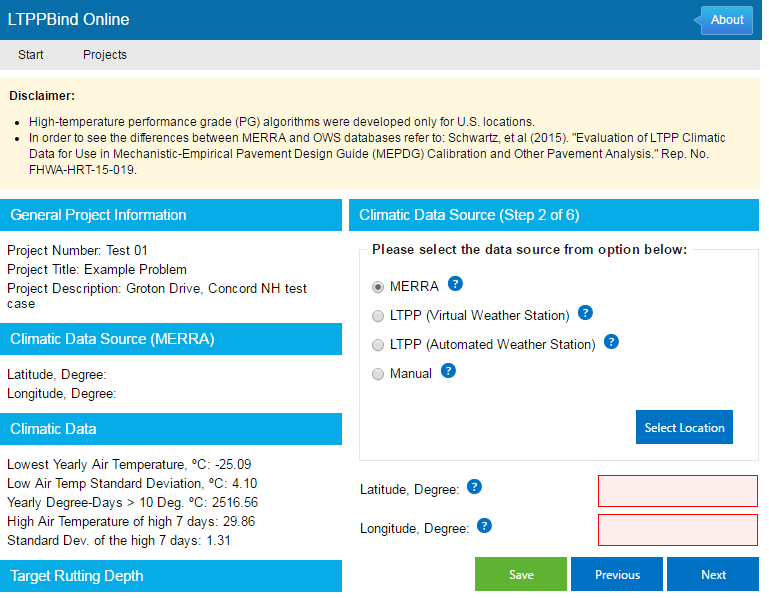 LTPPBind Online
About
Start
Projects
Disclaimer:
High-temperature performance grade (PG) algorithms were developed only for U.S. locations.
In order to see the differences between MERRA and OWS databases refer to: Schwartz, et al (2015). "Evaluation of LTPP Climatic
Data for Use in Mechanistic-Empirical Pavement Design Guide (MEPDG) Calibration and Other Pavement Analysis." Rep. No.
FHWA-HRT-15-019.
General Project Information
Project Number: Test 01
Project Title: Example Problem
Project Description: Groton Drive, Concord NH test
case
Climatic Data Source (MERRA)
Latitude, Degree:
Longitude, Degree:
Climatic Data
Lowest Yearly Air Temperature, ºC: -25.09
Low Air Temp Standard Deviation, ºC: 4.10
Yearly Degree-Days > 10 Deg. ºC: 2516.56
High Air Temperature of high 7 days: 29.86
Standard Dev. of the high 7 days: 1.31
Target Rutting Depth
Climatic Data Source (Step 2 of 6)
Please select the data source from option below:
MERRA ?
LTPP (Virtual Weather Station) ?
LTPP (Automated Weather Station) ?
Manual ?
Select Location
Latitude, Degree: ?
Longitude, Degree: ?
Save
Previous
Next